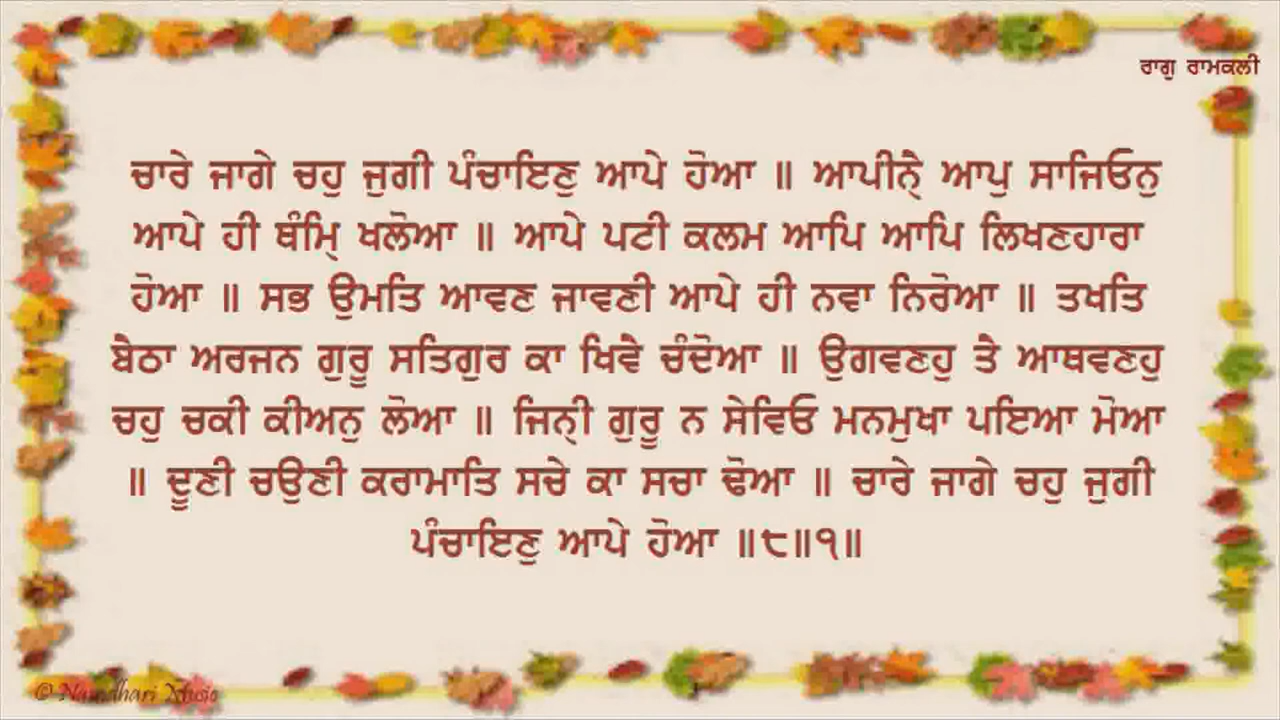 ਰਾਗੁ ਰਾਮਕਲੀ
ਚਾਰੇ ਜਾਗੇ ਚਹੁ ਜੁਗੀ ਪੰਚਾਇਣੁ ਆਪੇ ਹੋਆ ॥ ਆਪੀਨੑੈ ਆਪੁ ਸਾਜਿਓਨੁ
ਆਪੇ ਹੀ ਥੰਮੑਿ ਖਲੋਆ ॥ ਆਪੇ ਪਟੀ ਕਲਮ ਆਪਿ ਆਪਿ ਲਿਖਣਹਾਰਾ
ਹੋਆ ॥ ਸਭ ਉਮਤਿ ਆਵਣ ਜਾਵਣੀ ਆਪੇ ਹੀ ਨਵਾ ਨਿਰੋਆ ॥ ਤਖਤਿ
ਬੈਠਾ ਅਰਜਨ ਗੁਰੂ ਸਤਿਗੁਰ ਕਾ ਖਿਵੈ ਚੰਦੋਆ ॥ ਉਗਵਣਹੁ ਤੈ ਆਥਵਣਹੁ
ਚਹੁ ਚਕੀ ਕੀਅਨੁ ਲੋਆ ॥ ਜਿਨੑੀ ਗੁਰੂ ਨ ਸੇਵਿਓ ਮਨਮੁਖਾ ਪਇਆ ਮੋਆ
॥ ਦੂਣੀ ਚਉਣੀ ਕਰਾਮਾਤਿ ਸਚੇ ਕਾ ਸਚਾ ਢੋਆ ॥ ਚਾਰੇ ਜਾਗੇ ਚਹੁ ਜੁਗੀ
ਪੰਚਾਇਣੁ ਆਪੇ ਹੋਆ ॥੮॥੧॥
© Namdhari Music